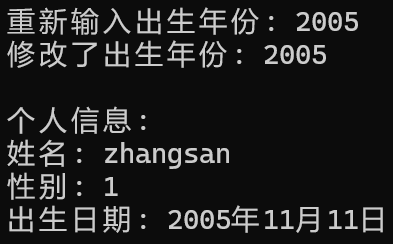 重新输入出生年份: 2005
修改了出生年份: 2005
个人信息:
姓名: zhangsan
性别: 1
出生日期: 2005年11月11日